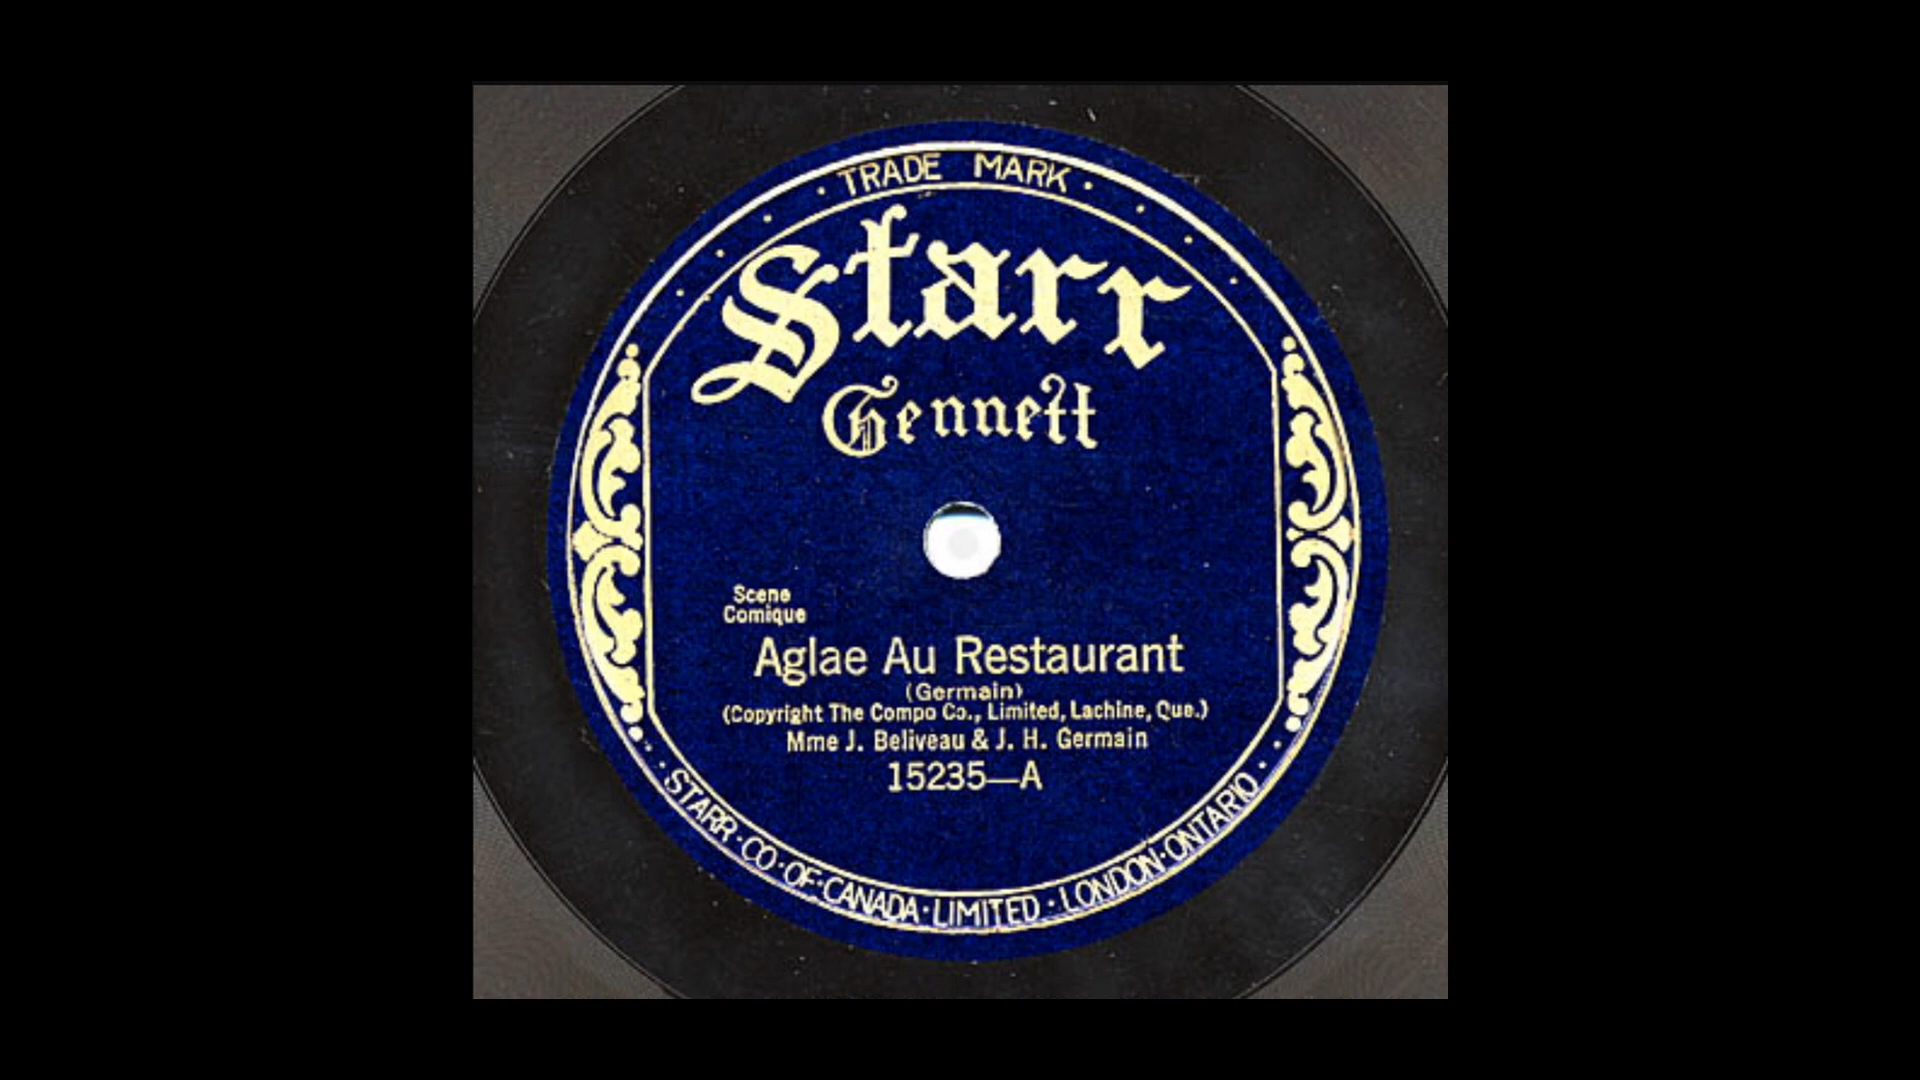 TRADE MARK
Starr
Gennett
Scene
Comique
Aglae Au Restaurant
(Germain)
(Copyright The Compo Co., Limited, Lachine, Que.)
Mme J. Beliveau & J. H. Germain
15235—A
STARR·CO·OF·CANADA·LIMITED·LONDON·ONTARIO